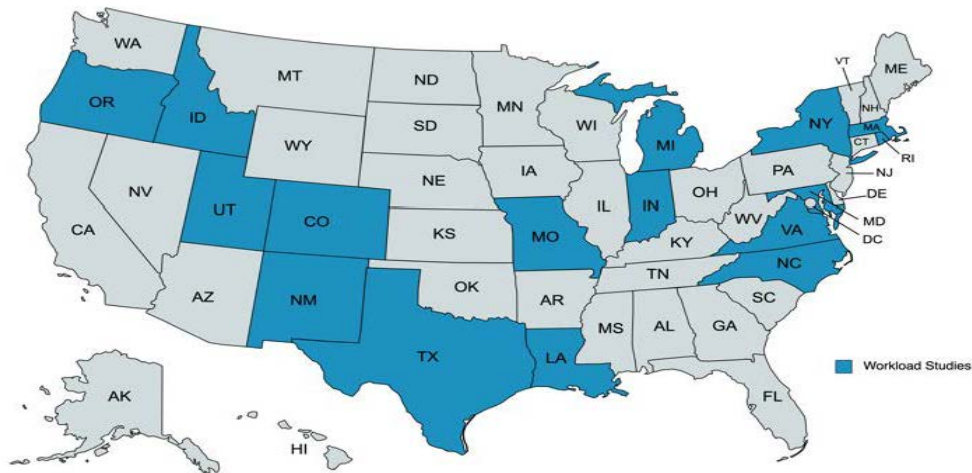 WA
MT
ND
MN
VT
ME
OR
ID
SD
WI
MI
NY
NH
MA
CT
RI
WY
NE
IA
PA
NJ
NV
UT
CO
IL
IN
OH
WV
DE
MD
VA
DC
CA
KS
MO
KY
NC
TN
AZ
NM
OK
AR
SC
MS
AL
GA
TX
LA
Workload Studies
AK
HI
FL